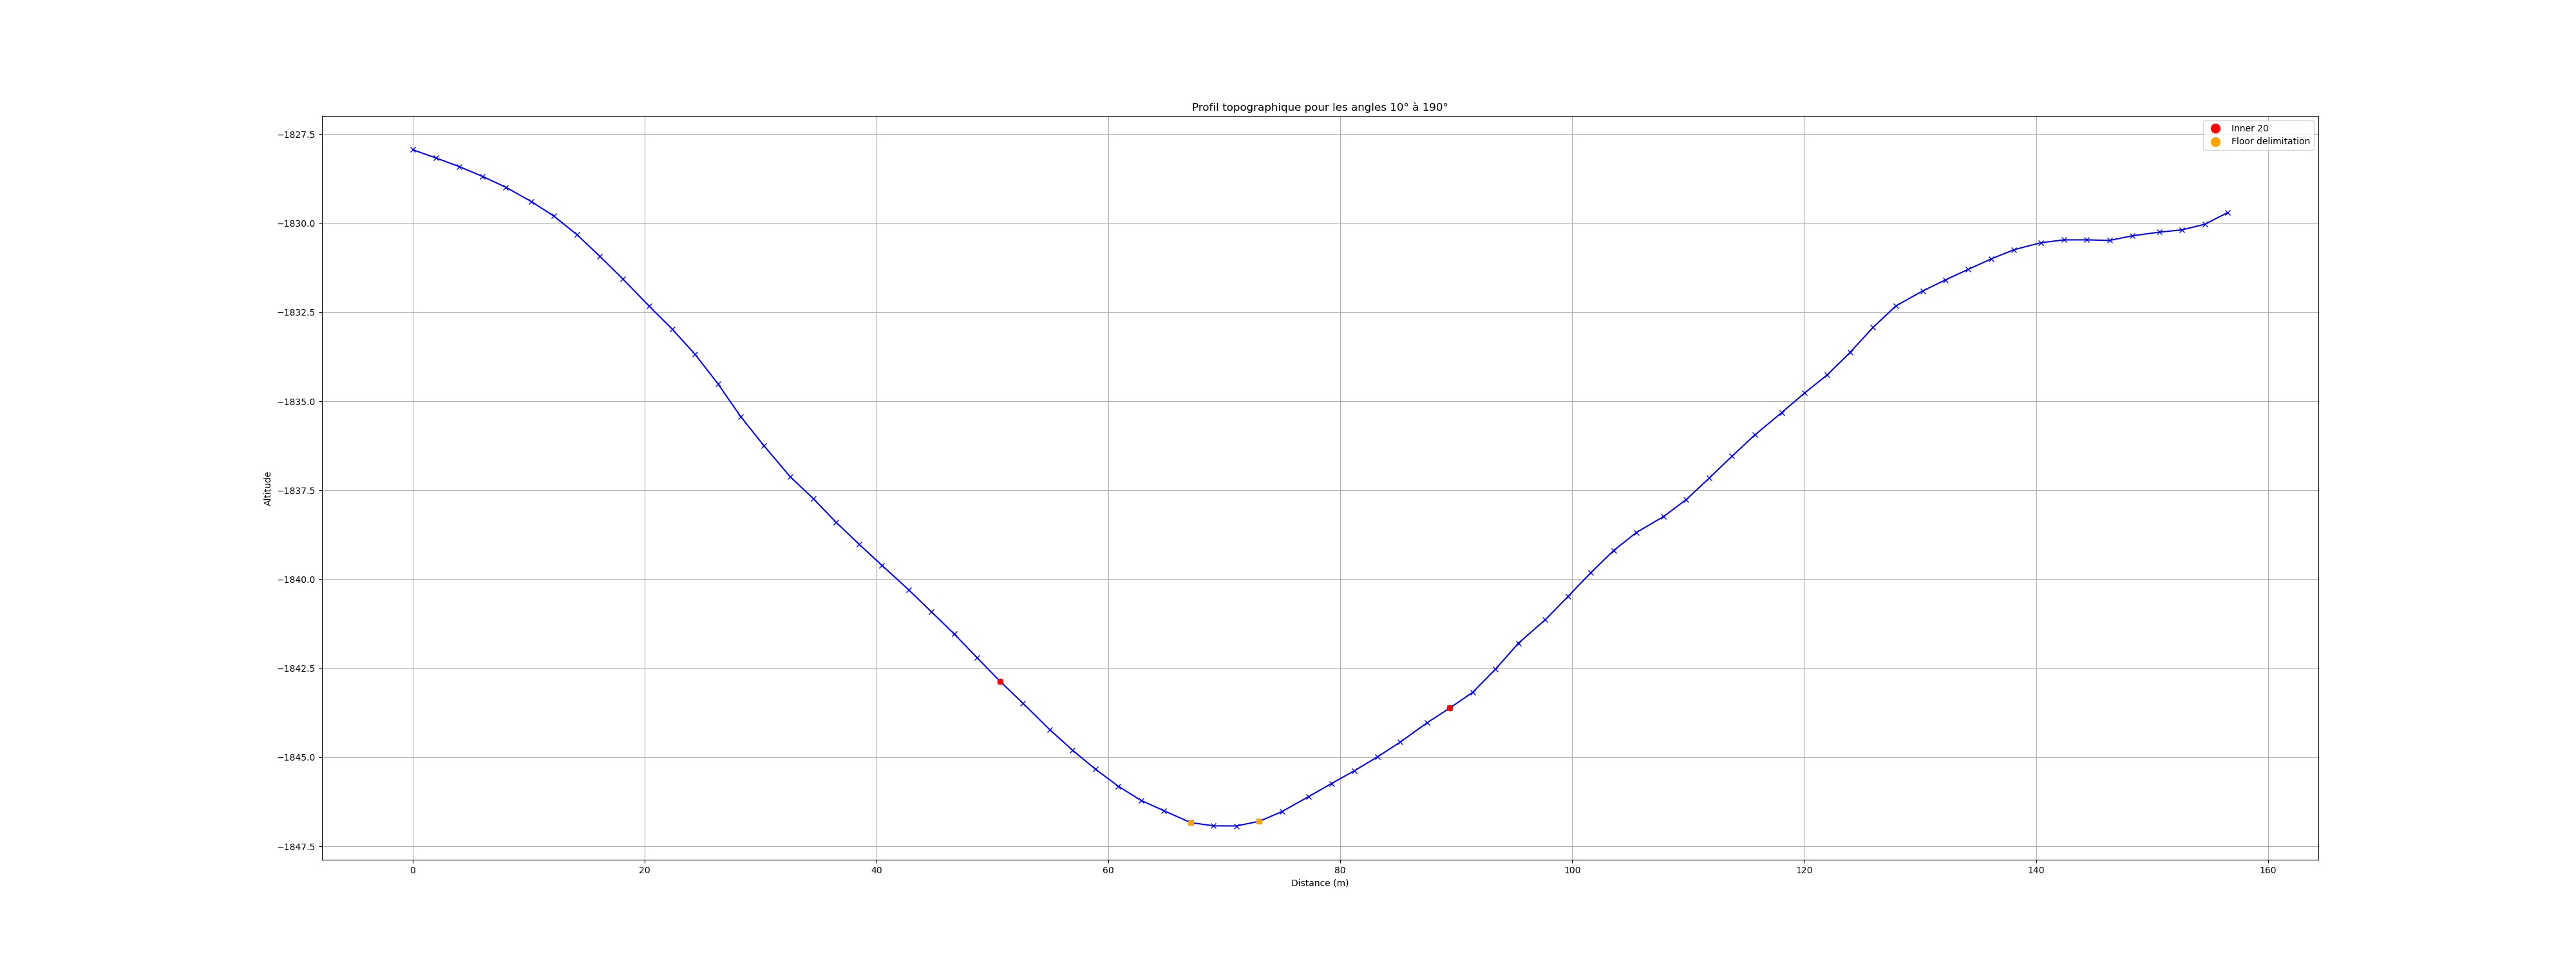 Profil topographique pour les angles 10° à 190°
Inner 20
Floor delimitation
−1827.5
−1830.0
−1832.5
−1835.0
−1837.5
−1840.0
−1842.5
−1845.0
−1847.5
Altitude
0 20 40 60 80 100 120 140 160
Distance (m)